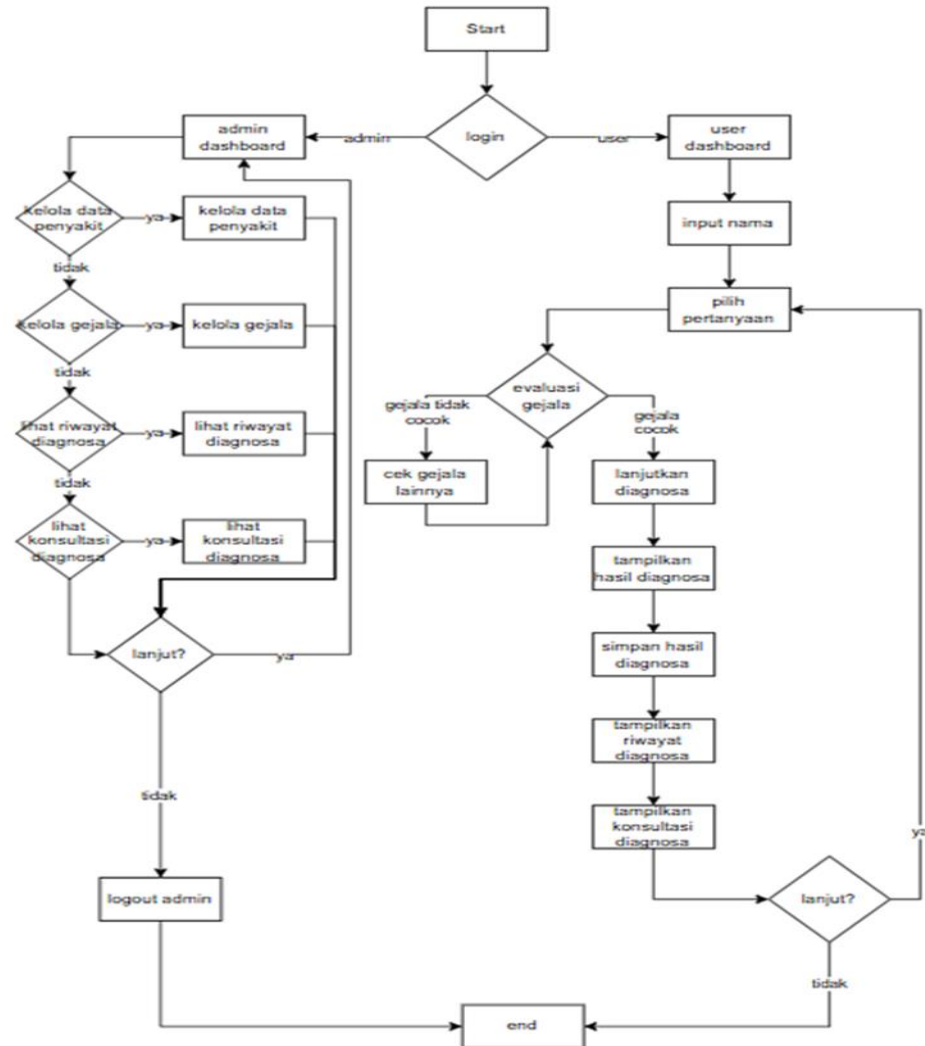 Start
login
admin
user
admin
dashboard
user
dashboard
kelola data
penyakit
ya
kelola data
penyakit
tidak
input nama
kelola gejala
ya
kelola gejala
tidak
pilih
pertanyaan
evaluasi
gejala
gejala tidak
cocok
gejala
cocok
lihat riwayat
diagnosa
ya
lihat riwayat
diagnosa
tidak
cek gejala
lainnya
lanjutkan
diagnosa
lihat
konsultasi
diagnosa
ya
lihat
konsultasi
diagnosa
tampilkan
hasil diagnosa
lanjut?
ya
simpan hasil
diagnosa
tampilkan
riwayat
diagnosa
tidak
tampilkan
konsultasi
diagnosa
ya
logout admin
lanjut?
tidak
end